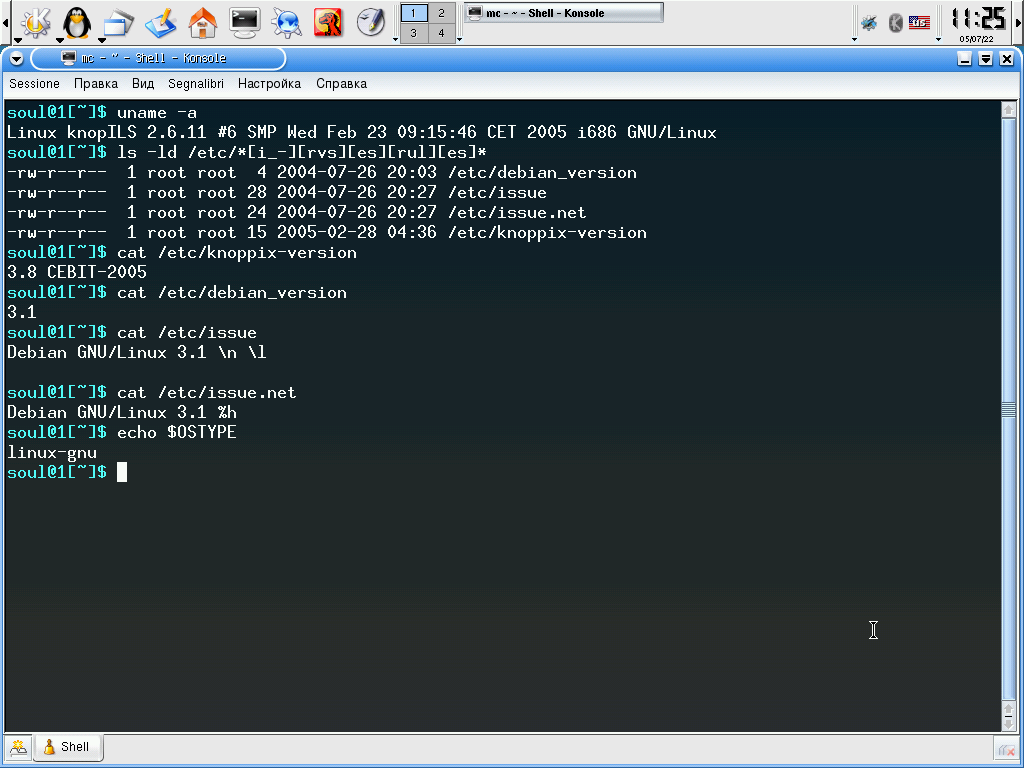 1 2
3 4
mc - ~ - Shell - Konsole
us
11:25
05/07/22
mc - ~ - Shell - Konsole
Sessione Правка Вид Segnalibri Настройка Справка
soul@1[~]$ uname -a
Linux knopILS 2.6.11 #6 SMP Wed Feb 23 09:15:46 CET 2005 i686 GNU/Linux
soul@1[~]$ ls -ld /etc/*[i_-][rvs][es][rul][es]*
-rw-r--r--  1 root root  4 2004-07-26 20:03 /etc/debian_version
-rw-r--r--  1 root root 28 2004-07-26 20:27 /etc/issue
-rw-r--r--  1 root root 24 2004-07-26 20:27 /etc/issue.net
-rw-r--r--  1 root root 15 2005-02-28 04:36 /etc/knoppix-version
soul@1[~]$ cat /etc/knoppix-version
3.8 CEBIT-2005
soul@1[~]$ cat /etc/debian_version
3.1
soul@1[~]$ cat /etc/issue
Debian GNU/Linux 3.1 \n \l
soul@1[~]$ cat /etc/issue.net
Debian GNU/Linux 3.1 %h
soul@1[~]$ echo $OSTYPE
linux-gnu
soul@1[~]$
Shell